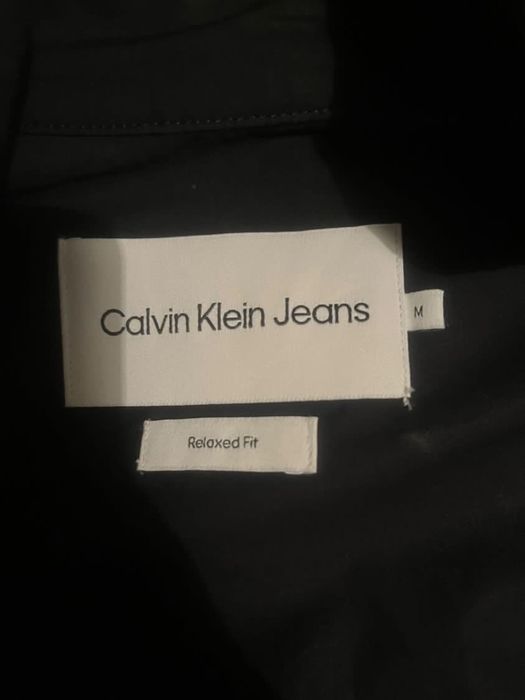 Calvin Klein Jeans
M
Relaxed Fit